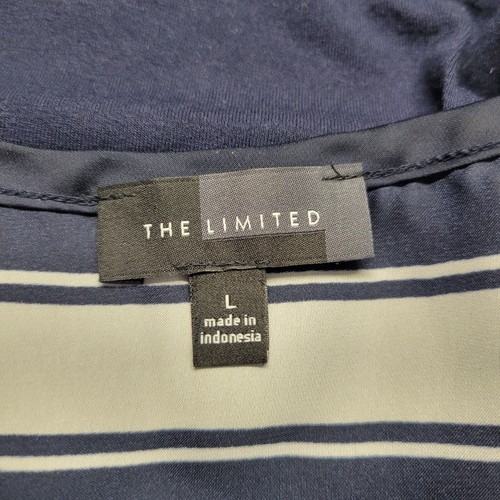 THE LIMITED
L
made in
indonesia